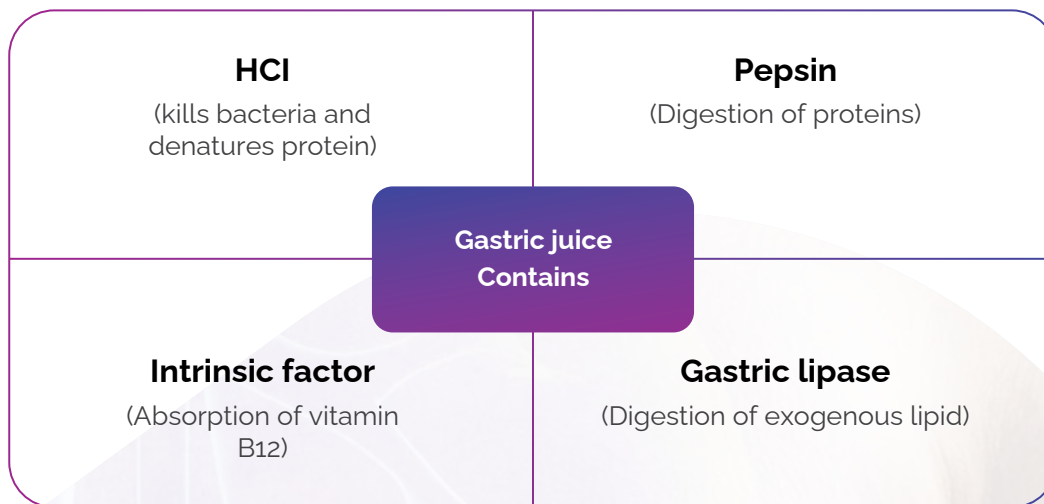 HCl
(kills bacteria and
denatures protein)
Pepsin
(Digestion of proteins)
Gastric juice
Contains
Intrinsic factor
(Absorption of vitamin
B12)
Gastric lipase
(Digestion of exogenous lipid)